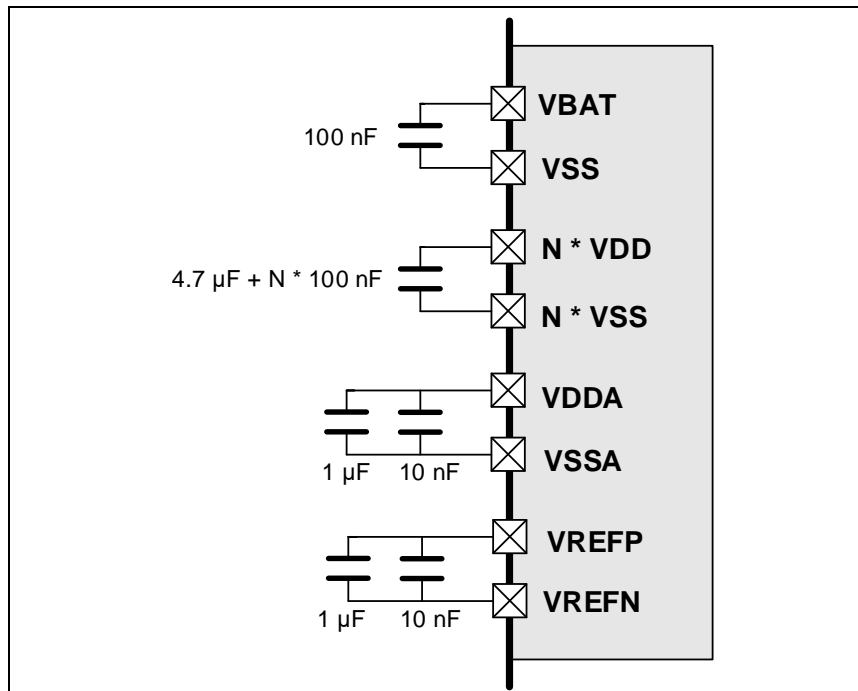 VBAT
100 nF
VSS
N * VDD
4.7 µF + N * 100 nF
N * VSS
VDDA
1 µF 10 nF
VSSA
VREFP
1 µF 10 nF
VREFN